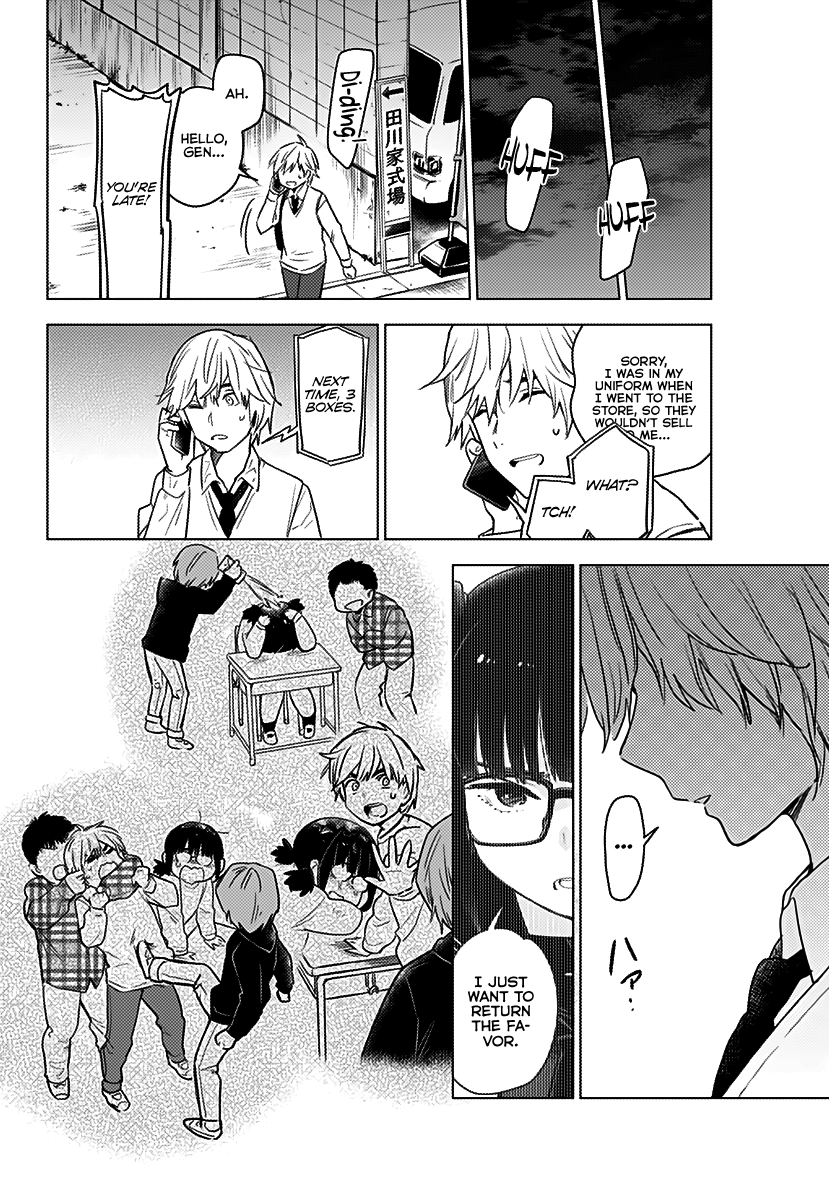 HUFF
HUFF
Di-ding!
←
田川家式場
AH.
HELLO,
GEN...
YOU'RE
LATE!
SORRY,
I WAS IN MY
UNIFORM WHEN
I WENT TO THE
STORE, SO THEY
WOULDN'T SELL
ME...
WHAT?
TCH!
NEXT
TIME, 3
BOXES.
...
ハァ?
I JUST
WANT TO
RETURN
THE FA-
VOR.